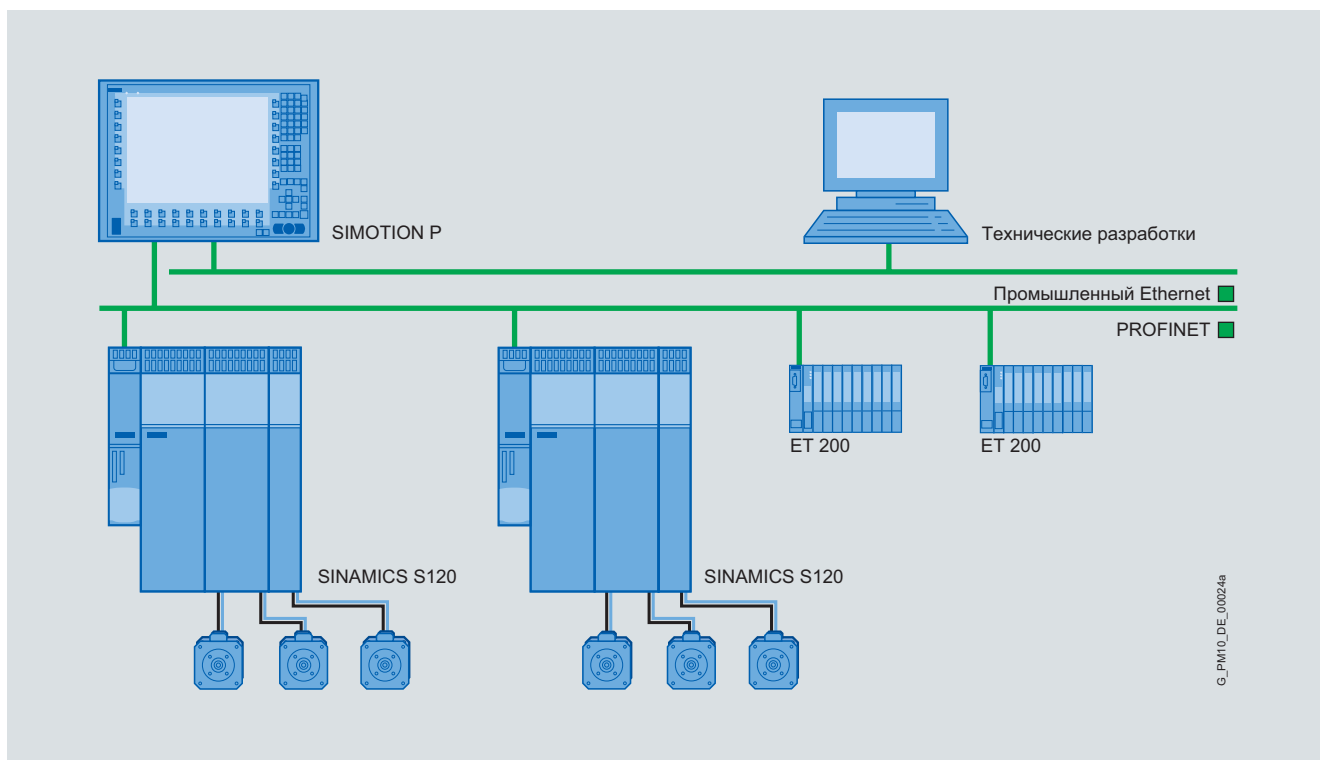 SIMOTION P
Технические разработки
Промышленный Ethernet
PROFINET
ET 200
ET 200
SINAMICS S120
SINAMICS S120
G_PM10_DE_00024a